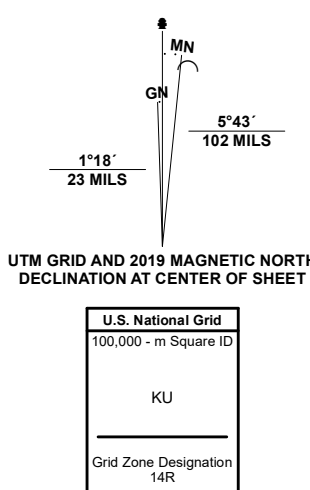 MN
GN
5°43´
102 MILS
1°18´
23 MILS
UTM GRID AND 2019 MAGNETIC NORTH
DECLINATION AT CENTER OF SHEET
U.S. National Grid
100,000 - m Square ID
KU
Grid Zone Designation
14R